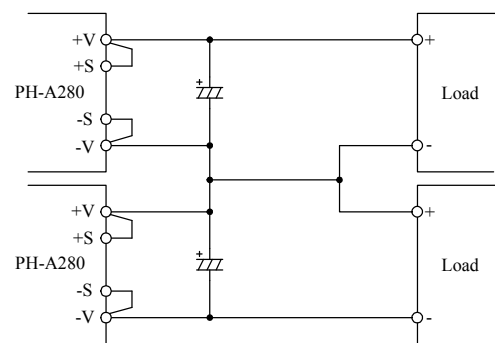 +V
+
+S
+
PH-A280
Load
-S
-V
-
+V
+
+S
+
PH-A280
Load
-S
-V
-